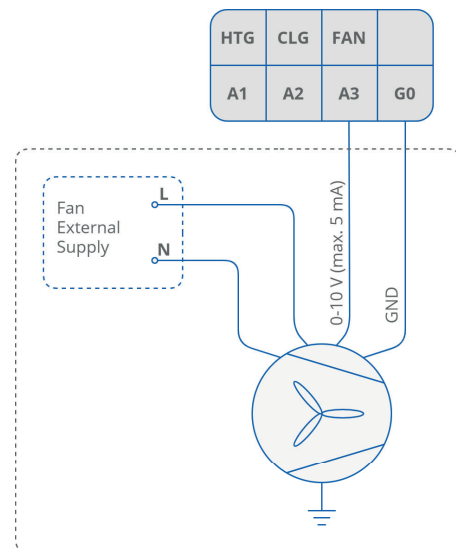 HTG CLG FAN
A1 A2 A3 G0
Fan
External
Supply
L
N
0-10 V (max. 5 mA)
GND